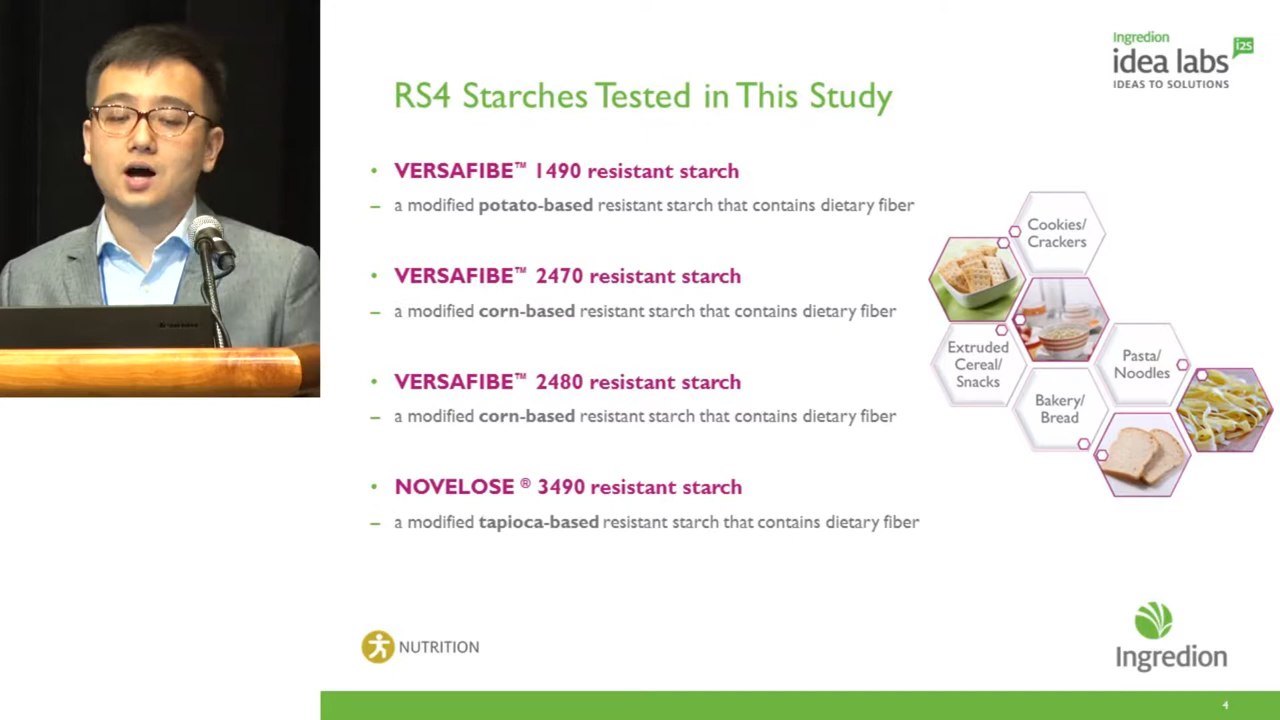 Ingredion
idea labs i2s
IDEAS TO SOLUTIONS
RS4 Starches Tested in This Study
• VERSAFIBE™ 1490 resistant starch
– a modified potato-based resistant starch that contains dietary fiber
• VERSAFIBE™ 2470 resistant starch
– a modified corn-based resistant starch that contains dietary fiber
• VERSAFIBE™ 2480 resistant starch
– a modified corn-based resistant starch that contains dietary fiber
• NOVELOSE ® 3490 resistant starch
– a modified tapioca-based resistant starch that contains dietary fiber
Cookies/
Crackers
Extruded
Cereal/
Snacks
Pasta/
Noodles
Bakery/
Bread
NUTRITION
Ingredion
4